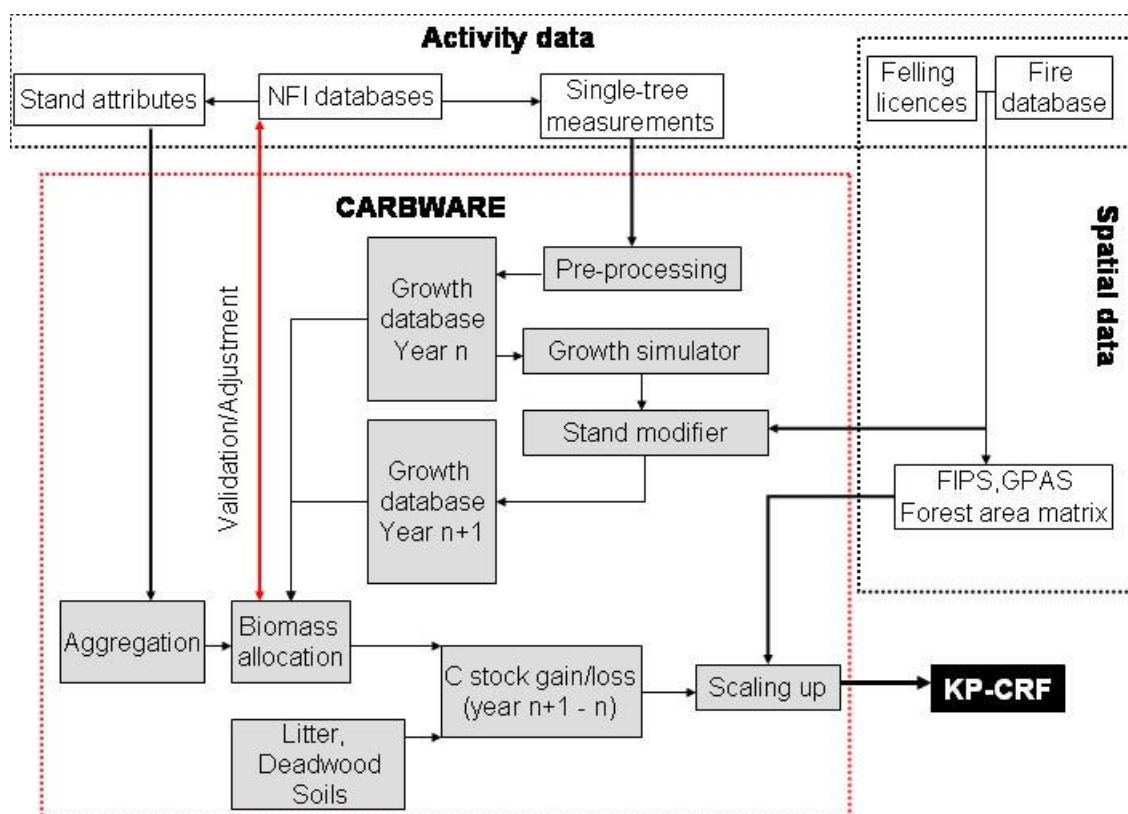 Activity data
Stand attributes
NFI databases
Single-tree
measurements
Felling
licences
Fire
database
Spatial data
CARBWARE
Validation/Adjustment
Pre-processing
Growth
database
Year n
Growth simulator
Stand modifier
Growth
database
Year n+1
FIPS,GPAS
Forest area matrix
Aggregation
Biomass
allocation
C stock gain/loss
(year n+1 - n)
Scaling up
KP-CRF
Litter,
Deadwood
Soils